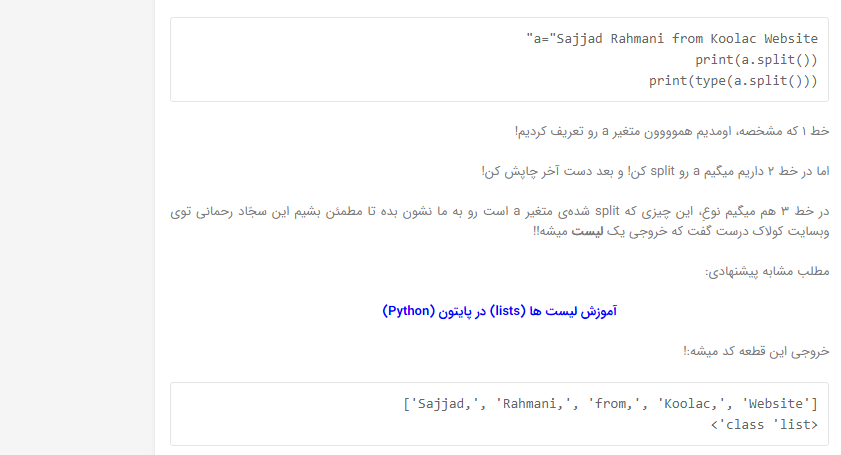 a="Sajjad Rahmani from Koolac Website"
print(a.split())
print(type(a.split()))
خط ۱ که مشخصه، اومدیم هموووون متغیر a رو تعریف کردیم!
اما در خط ۲ داریم میگیم a رو split کن! و بعد دست آخر چاپش کن!
در خط ۳ هم میگیم نوعِ، این چیزی که split شده‌ی متغیر a است رو به ما نشون بده تا مطمئن بشیم این سجّاد رحمانی توی
وبسایت کولاک درست گفت که خروجی یک لیست میشه!!
مطلب مشابه پیشنهادی:
آموزش لیست ها (lists) در پایتون (Python)
خروجی این قطعه کد میشه:!
['Sajjad,', 'Rahmani,', 'from,', 'Koolac,', 'Website']
<class 'list'>